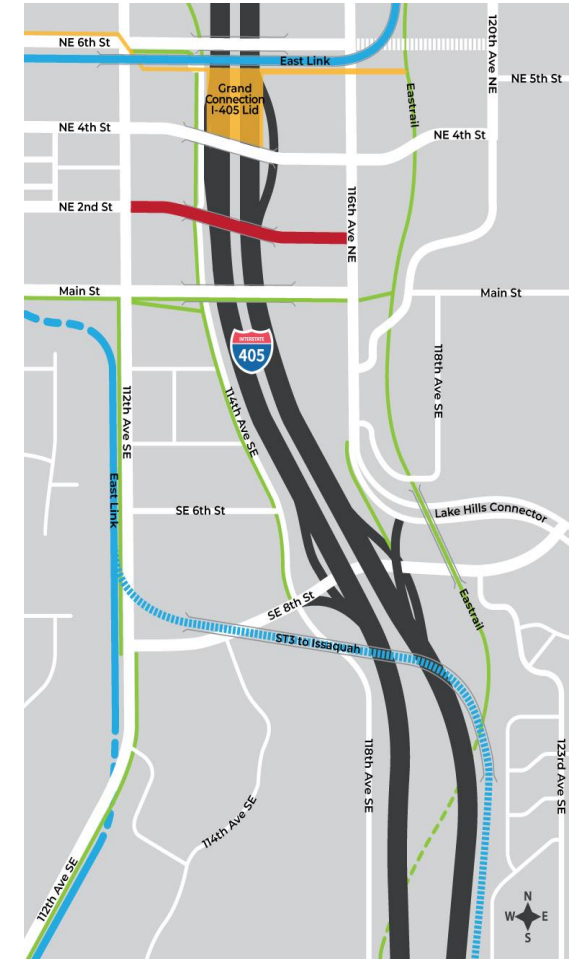 120th Ave NE
NE 6th St
East Link
NE 5th St
Grand
Connection
I-405 Lid
Eastrail
NE 4th St
NE 4th St
NE 2nd St
116th Ave NE
Main St
Main St
INTERSTATE
405
118th Ave SE
112th Ave SE
114th Ave SE
East Link
SE 6th St
Lake Hills Connector
SE 8th St
Eastrail
ST3 to Issaquah
118th Ave SE
123rd Ave SE
114th Ave SE
112th Ave SE
N
W E
S